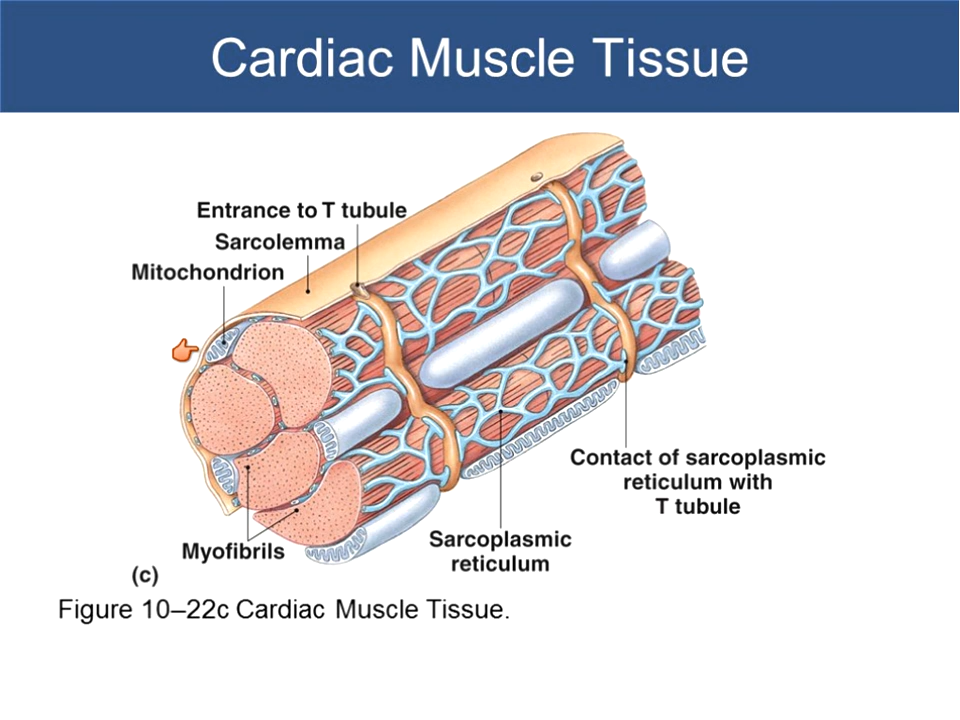 Cardiac Muscle Tissue
Entrance to T tubule
Sarcolemma
Mitochondrion
Contact of sarcoplasmic
reticulum with
T tubule
Sarcoplasmic
reticulum
Myofibrils
(c)
Figure 10–22c Cardiac Muscle Tissue.